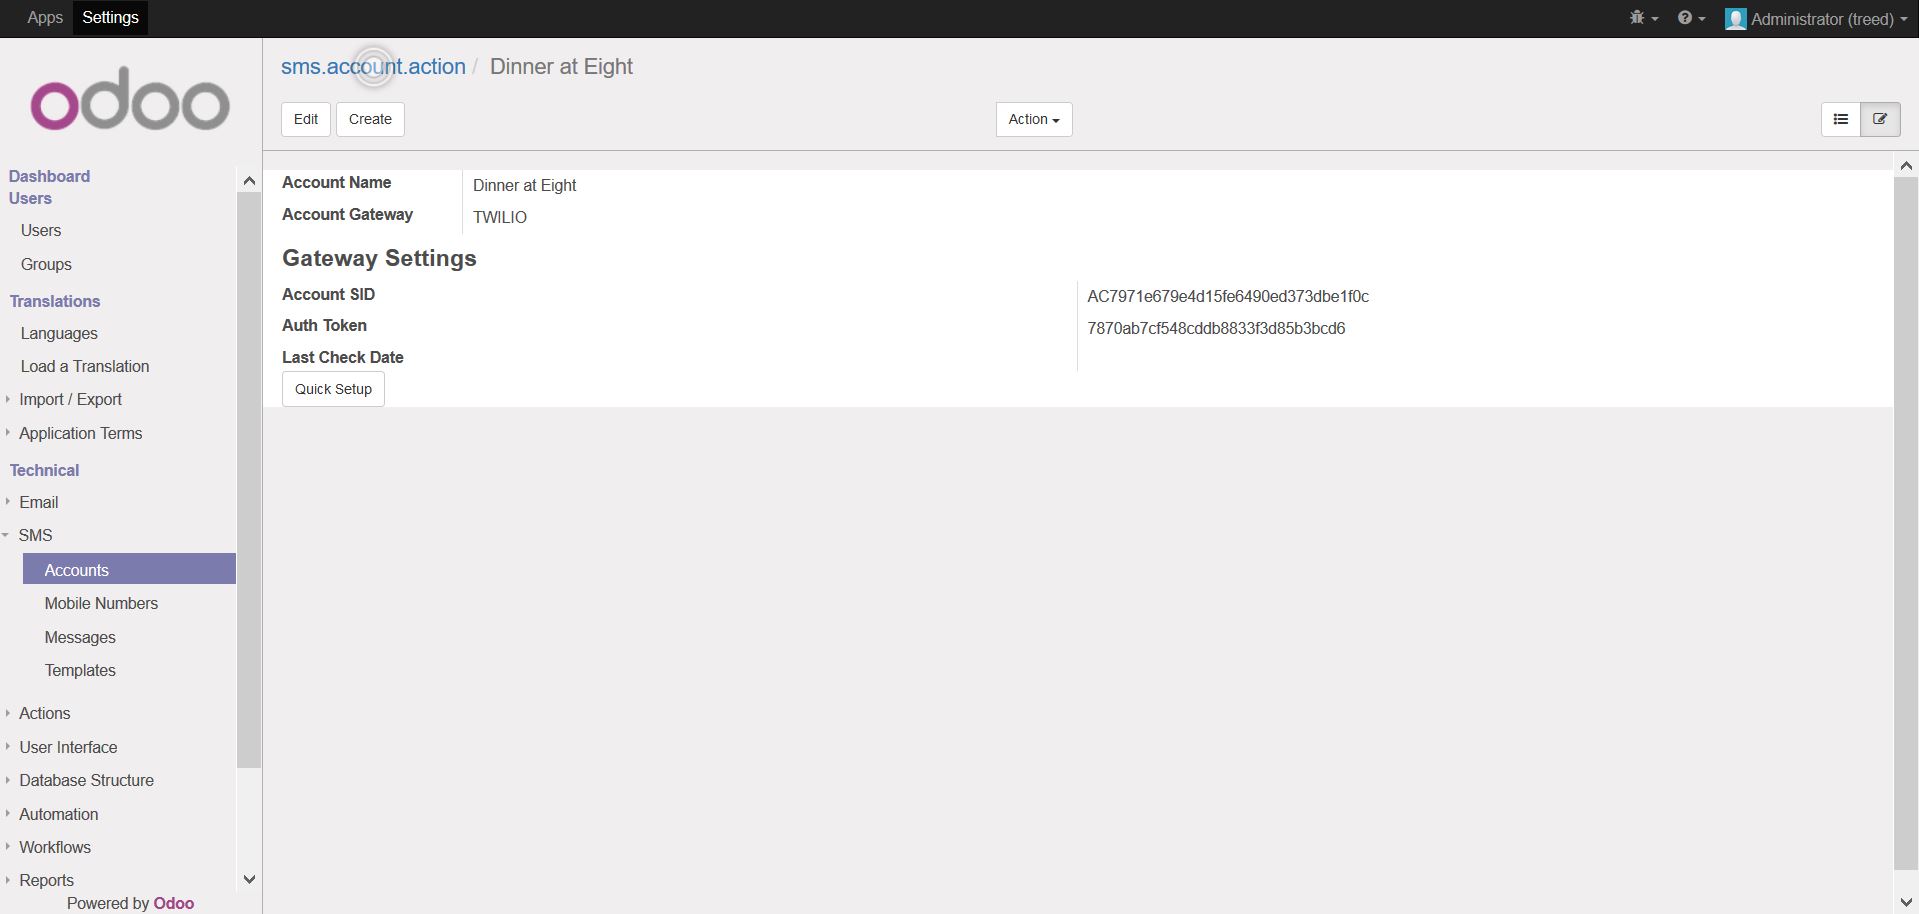 Apps Settings Administrator (treed)
odoo
sms.account.action / Dinner at Eight
Edit Create Action
Dashboard
Users
Users
Groups
Translations
Languages
Load a Translation
Import / Export
Application Terms
Technical
Email
SMS
Accounts
Mobile Numbers
Messages
Templates
Actions
User Interface
Database Structure
Automation
Workflows
Reports
Powered by Odoo
Account Name Dinner at Eight
Account Gateway TWILIO
Gateway Settings
Account SID AC7971e679e4d15fe6490ed373dbe1f0c
Auth Token 7870ab7cf548cddb8833f3d85b3bcd6
Last Check Date
Quick Setup